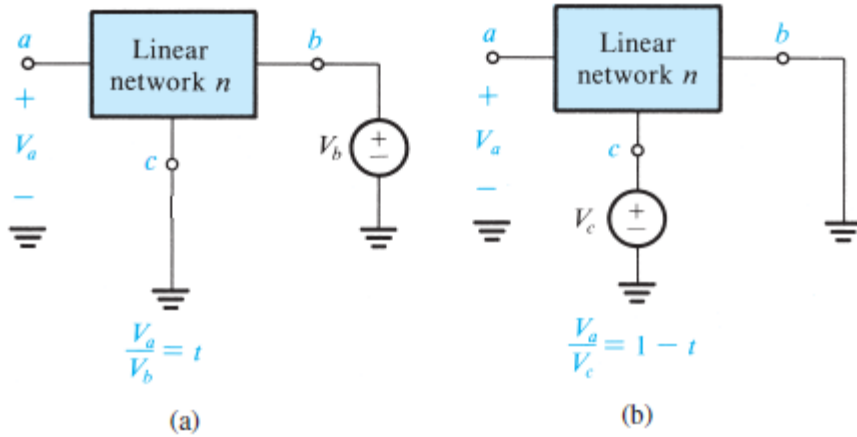 a
Linear
network n
b
+
V_a
−
c
V_b
+
−
V_a/V_b = t
(a)
a
Linear
network n
b
+
V_a
−
c
V_c
+
−
V_a/V_c = 1 − t
(b)